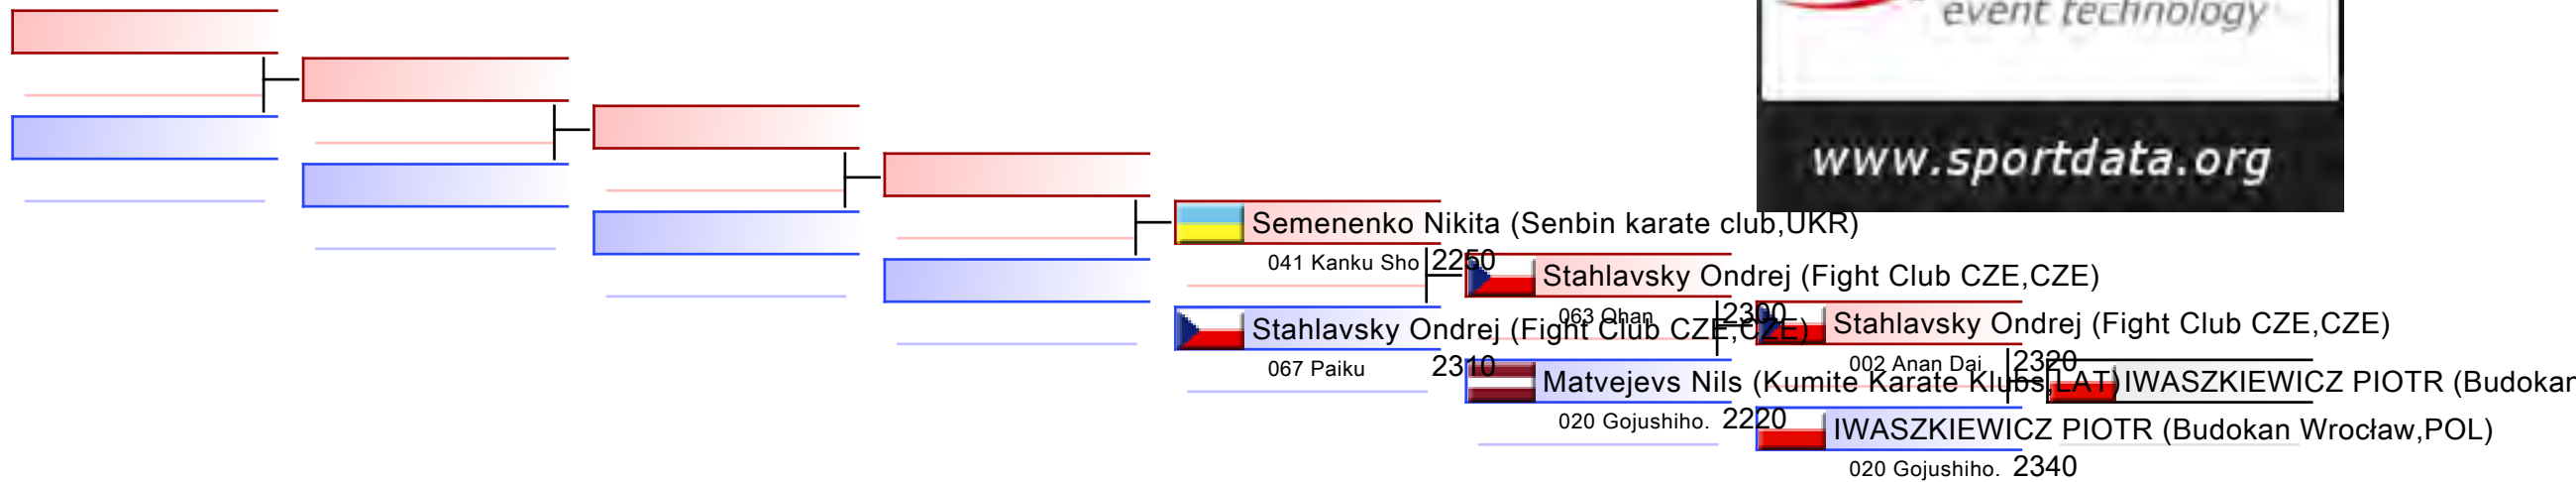 event technology
www.sportdata.org
Semenenko Nikita (Senbin karate club,UKR)
041 Kanku Sho 2250
Stahlavsky Ondrej (Fight Club CZE,CZE)
067 Paiku 2310
Stahlavsky Ondrej (Fight Club CZE,CZE)
063 Ohan 2300
Matvejevs Nils (Kumite Karate Klubs,LAT)
020 Gojushiho. 2220
Stahlavsky Ondrej (Fight Club CZE,CZE)
002 Anan Dai 2320
IWASZKIEWICZ PIOTR (Budokan Wrocław,POL)
020 Gojushiho. 2340
IWASZKIEWICZ PIOTR (Budokan